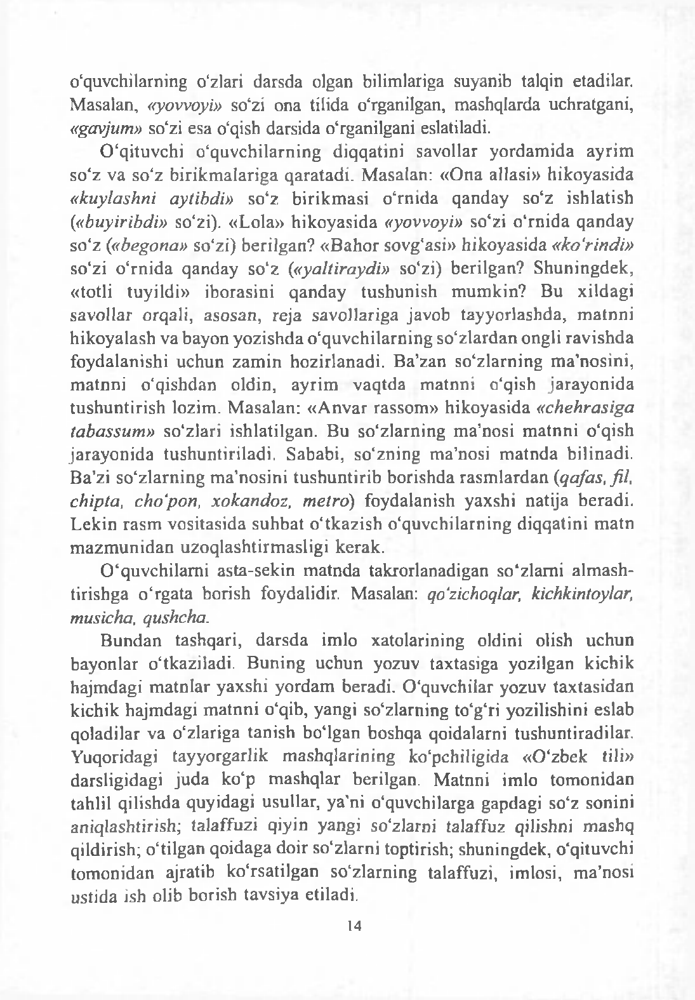 o‘quvchilarning o‘zlari darsda olgan bilimlariga suyanib talqin etadilar.
Masalan, «yovvoyi» so‘zi ona tilida o‘rganilgan, mashqlarda uchratgani,
«gavjum» so‘zi esa o‘qish darsida o‘rganilgani eslatiladi.
O‘qituvchi o‘quvchilarning diqqatini savollar yordamida ayrim
so‘z va so‘z birikmalariga qaratadi. Masalan: «Ona allasi» hikoyasida
«kuylashni aytibdi» so‘z birikmasi o‘rnida qanday so‘z ishlatish
(«buyiribdi» so‘zi). «Lola» hikoyasida «yovvoyi» so‘zi o‘rnida qanday
so‘z («begona» so‘zi) berilgan? «Bahor sovg‘asi» hikoyasida «ko‘rindi»
so‘zi o‘rnida qanday so‘z («yaltiraydi» so‘zi) berilgan? Shuningdek,
«totli tuyildi» iborasini qanday tushunish mumkin? Bu xildagi
savollar orqali, asosan, reja savollariga javob tayyorlashda, matnni
hikoyalash va bayon yozishda o‘quvchilarning so‘zlardan ongli ravishda
foydalanishi uchun zamin hozirlanadi. Ba’zan so‘zlarning ma’nosini,
matnni o‘qishdan oldin, ayrim vaqtda matnni o‘qish jarayonida
tushuntirish lozim. Masalan: «Anvar rassom» hikoyasida «chehrasiga
tabassum» so‘zlari ishlatilgan. Bu so‘zlarning ma’nosi matnni o‘qish
jarayonida tushuntiriladi. Sababi, so‘zning ma’nosi matnda bilinadi.
Ba’zi so‘zlarning ma’nosini tushuntirib borishda rasmlardan (qafas, fil,
chipta, cho‘pon, xokandoz, metro) foydalanish yaxshi natija beradi.
Lekin rasm vositasida suhbat o‘tkazish o‘quvchilarning diqqatini matn
mazmunidan uzoqlashtirmasligi kerak.
O‘quvchilarni asta-sekin matnda takrorlanadigan so‘zlarni almash-
tirishga o‘rgata borish foydalidir. Masalan: qo‘zichoqlar, kichkintoylar,
musicha, qushcha.
Bundan tashqari, darsda imlo xatolarining oldini olish uchun
bayonlar o‘tkaziladi. Buning uchun yozuv taxtasiga yozilgan kichik
hajmdagi matnlar yaxshi yordam beradi. O‘quvchilar yozuv taxtasidan
kichik hajmdagi matnni o‘qib, yangi so‘zlarning to‘g‘ri yozilishini eslab
qoladilar va o‘zlariga tanish bo‘lgan boshqa qoidalarni tushuntiradilar.
Yuqoridagi tayyorgarlik mashqlarining ko‘pchiligida «O‘zbek tili»
darsligidagi juda ko‘p mashqlar berilgan. Matnni imlo tomonidan
tahlil qilishda quyidagi usullar, ya’ni o‘quvchilarga gapdagi so‘z sonini
aniqlashtirish; talaffuzi qiyin yangi so‘zlarni talaffuz qilishni mashq
qildirish; o‘tilgan qoidaga doir so‘zlarni toptirish; shuningdek, o‘qituvchi
tomonidan ajratib ko‘rsatilgan so‘zlarning talaffuzi, imlosi, ma’nosi
ustida ish olib borish tavsiya etiladi.
14